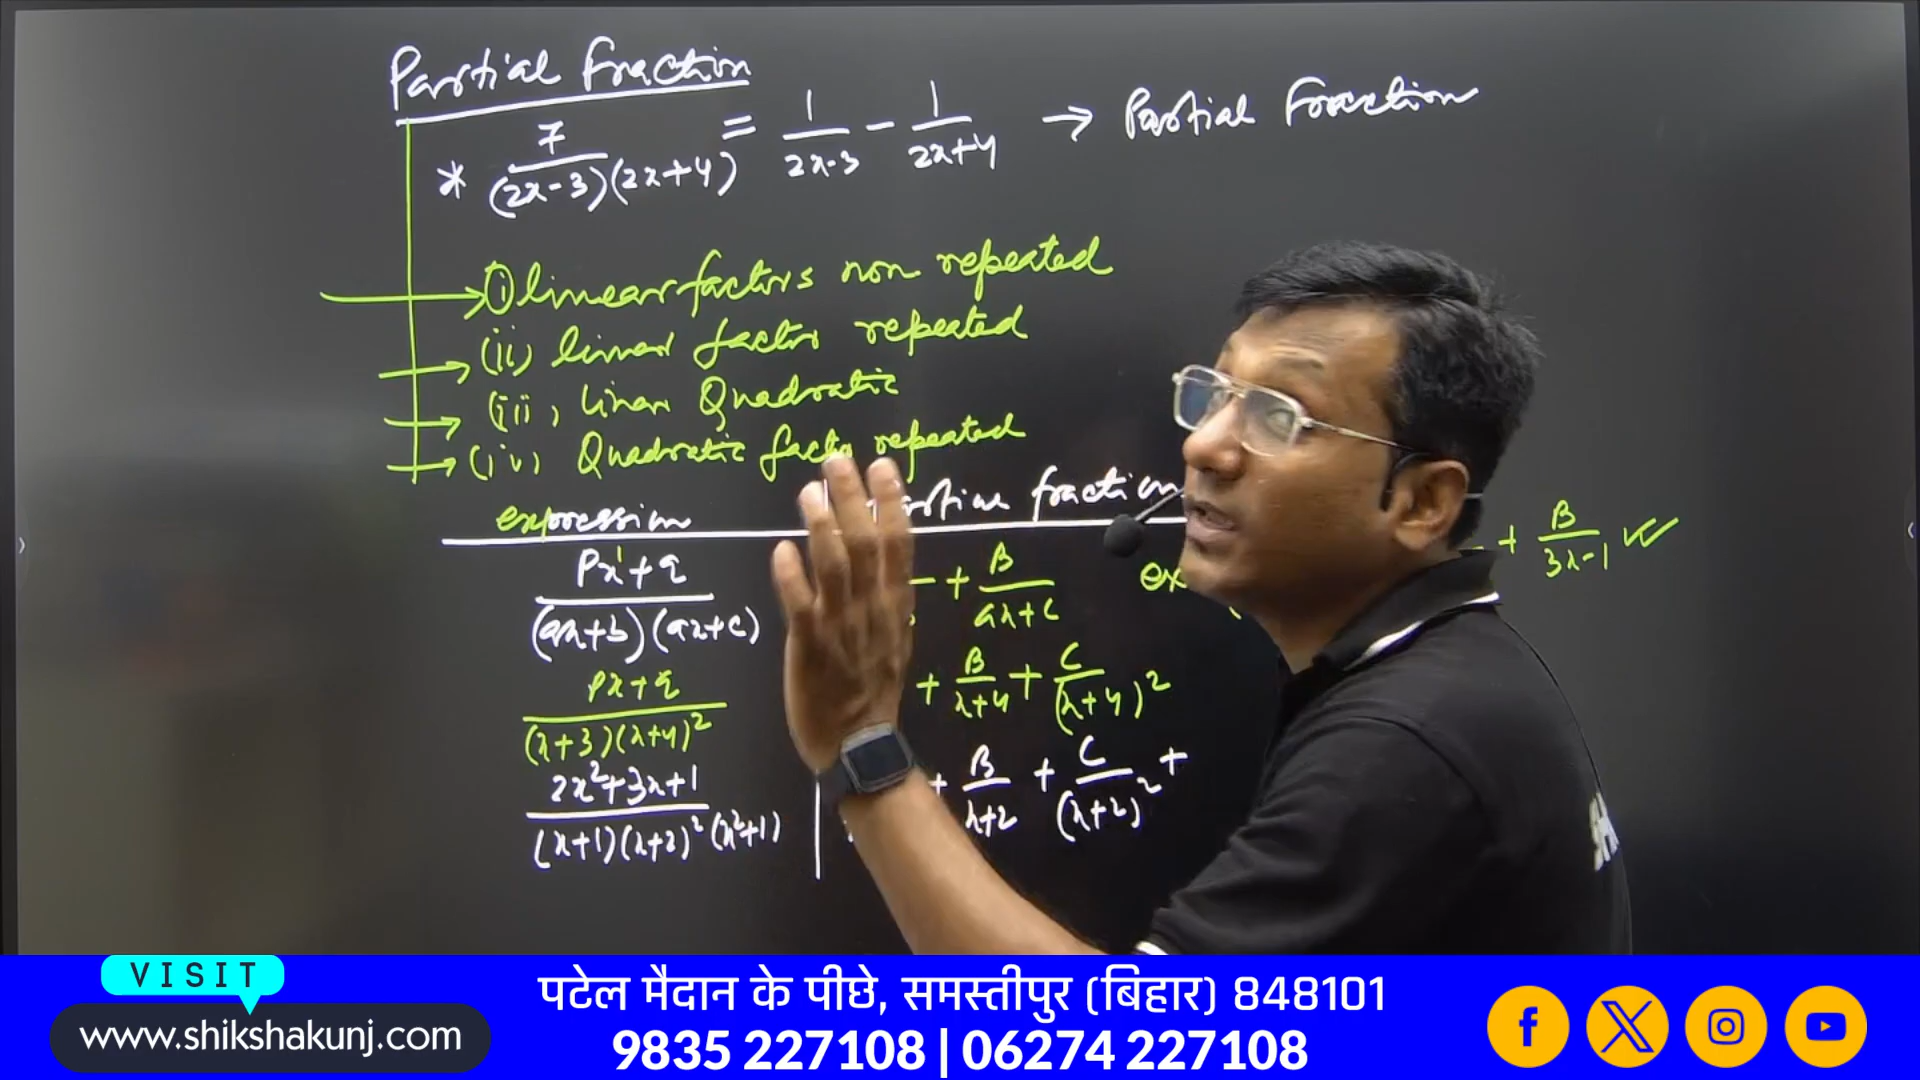 Partial Fraction
* 7/(2x-3)(2x+4) = 1/2x-3 - 1/2x+4 → Partial Fraction
(i) linear factors non repeated
(ii) linear factor repeated
(iii) linear Quadratic
(iv) Quadratic factor repeated
expression fraction
Px¹+q/(ax+b)(ax+c) + B/ax+c ex + B/3x-1
Px+q/(x+3)(x+4)² + B/x+4 + C/(x+4)²
2x²+3x+1/(x+1)(x+2)²(x²+1) + B/x+2 + C/(x+2)² +
VISIT
www.shikshakunj.com
पटेल मैदान के पीछे, समस्तीपुर (बिहार) 848101
9835 227108 | 06274 227108